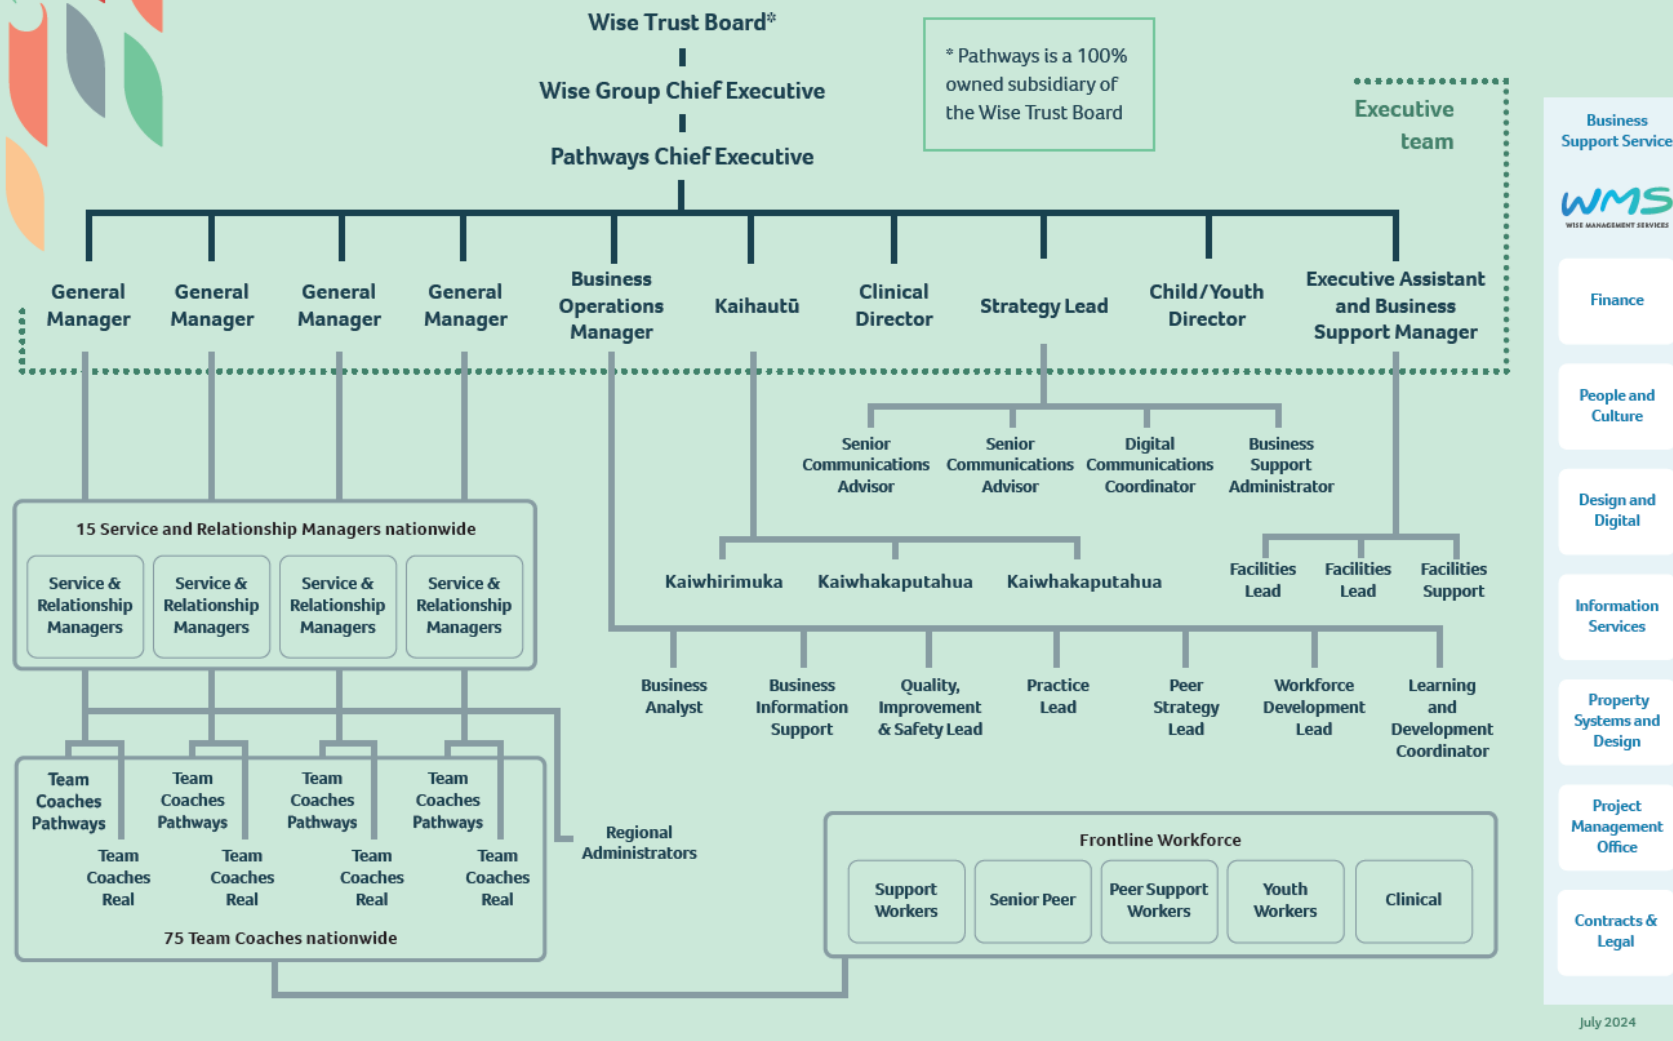 Wise Trust Board*
Wise Group Chief Executive
Pathways Chief Executive
* Pathways is a 100%
owned subsidiary of
the Wise Trust Board
Executive
team
General
Manager
General
Manager
General
Manager
General
Manager
Business
Operations
Manager
Kaihautū
Clinical
Director
Strategy Lead
Child/Youth
Director
Executive Assistant
and Business
Support Manager
Senior
Communications
Advisor
Senior
Communications
Advisor
Digital
Communications
Coordinator
Business
Support
Administrator
15 Service and Relationship Managers nationwide
Service &
Relationship
Managers
Service &
Relationship
Managers
Service &
Relationship
Managers
Service &
Relationship
Managers
Kaiwhirimuka
Kaiwhakaputahua
Kaiwhakaputahua
Facilities
Lead
Facilities
Lead
Facilities
Support
Business
Analyst
Business
Information
Support
Quality,
Improvement
& Safety Lead
Practice
Lead
Peer
Strategy
Lead
Workforce
Development
Lead
Learning
and
Development
Coordinator
Team
Coaches
Pathways
Team
Coaches
Pathways
Team
Coaches
Pathways
Team
Coaches
Pathways
Team
Coaches
Real
Team
Coaches
Real
Team
Coaches
Real
Team
Coaches
Real
75 Team Coaches nationwide
Regional
Administrators
Frontline Workforce
Support
Workers
Senior Peer
Peer Support
Workers
Youth
Workers
Clinical
Business
Support Service
WMS
WISE MANAGEMENT SERVICES
Finance
People and
Culture
Design and
Digital
Information
Services
Property
Systems and
Design
Project
Management
Office
Contracts &
Legal
July 2024